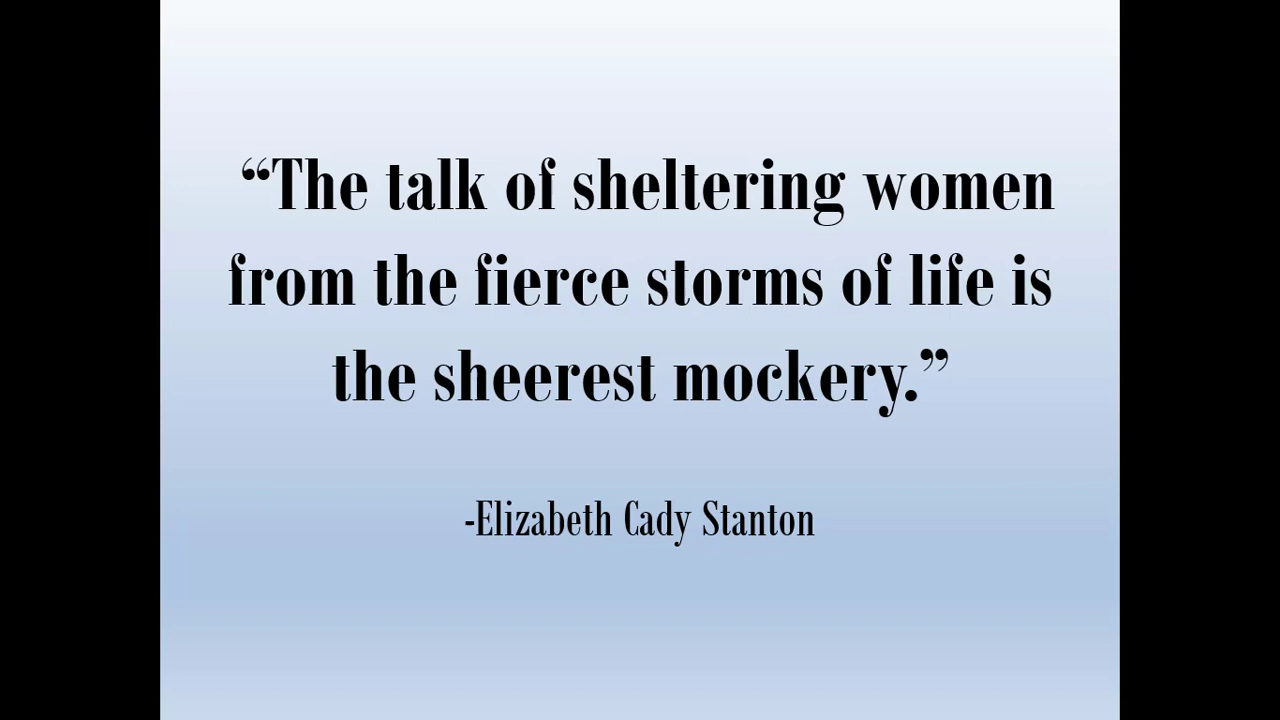 “The talk of sheltering women
from the fierce storms of life is
the sheerest mockery.”
-Elizabeth Cady Stanton